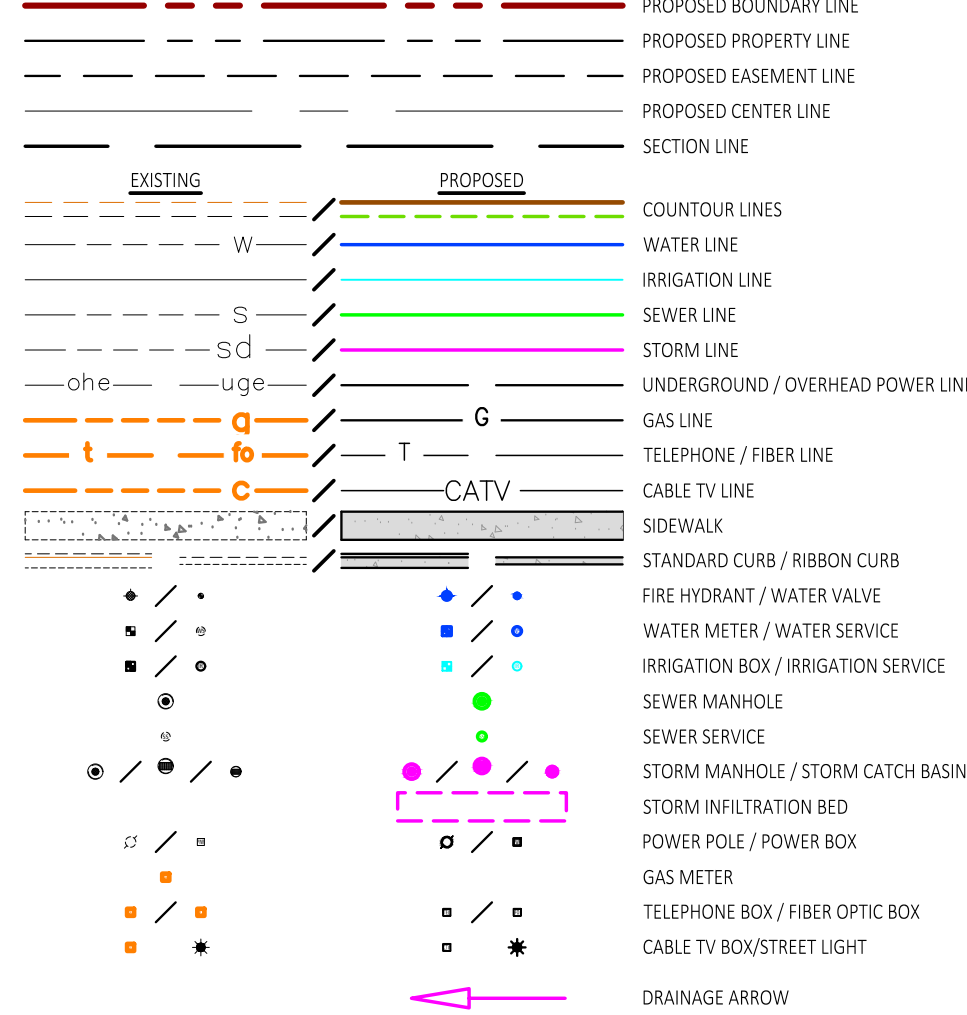 PROPOSED BOUNDARY LINE
PROPOSED PROPERTY LINE
PROPOSED EASEMENT LINE
PROPOSED CENTER LINE
SECTION LINE
EXISTING PROPOSED
COUNTOUR LINES
W WATER LINE
IRRIGATION LINE
S SEWER LINE
sd STORM LINE
ohe uge UNDERGROUND / OVERHEAD POWER LINE
g G GAS LINE
t fo T TELEPHONE / FIBER LINE
c CATV CABLE TV LINE
SIDEWALK
STANDARD CURB / RIBBON CURB
FIRE HYDRANT / WATER VALVE
WATER METER / WATER SERVICE
IRRIGATION BOX / IRRIGATION SERVICE
SEWER MANHOLE
SEWER SERVICE
STORM MANHOLE / STORM CATCH BASIN
STORM INFILTRATION BED
POWER POLE / POWER BOX
GAS METER
TELEPHONE BOX / FIBER OPTIC BOX
CABLE TV BOX/STREET LIGHT
DRAINAGE ARROW